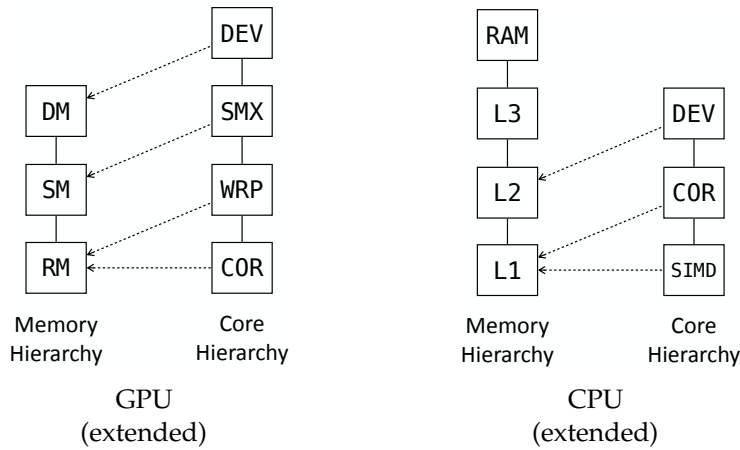 DEV
DM
SMX
SM
WRP
RM
COR
Memory
Hierarchy
Core
Hierarchy
GPU
(extended)
RAM
L3
DEV
L2
COR
L1
SIMD
Memory
Hierarchy
Core
Hierarchy
CPU
(extended)